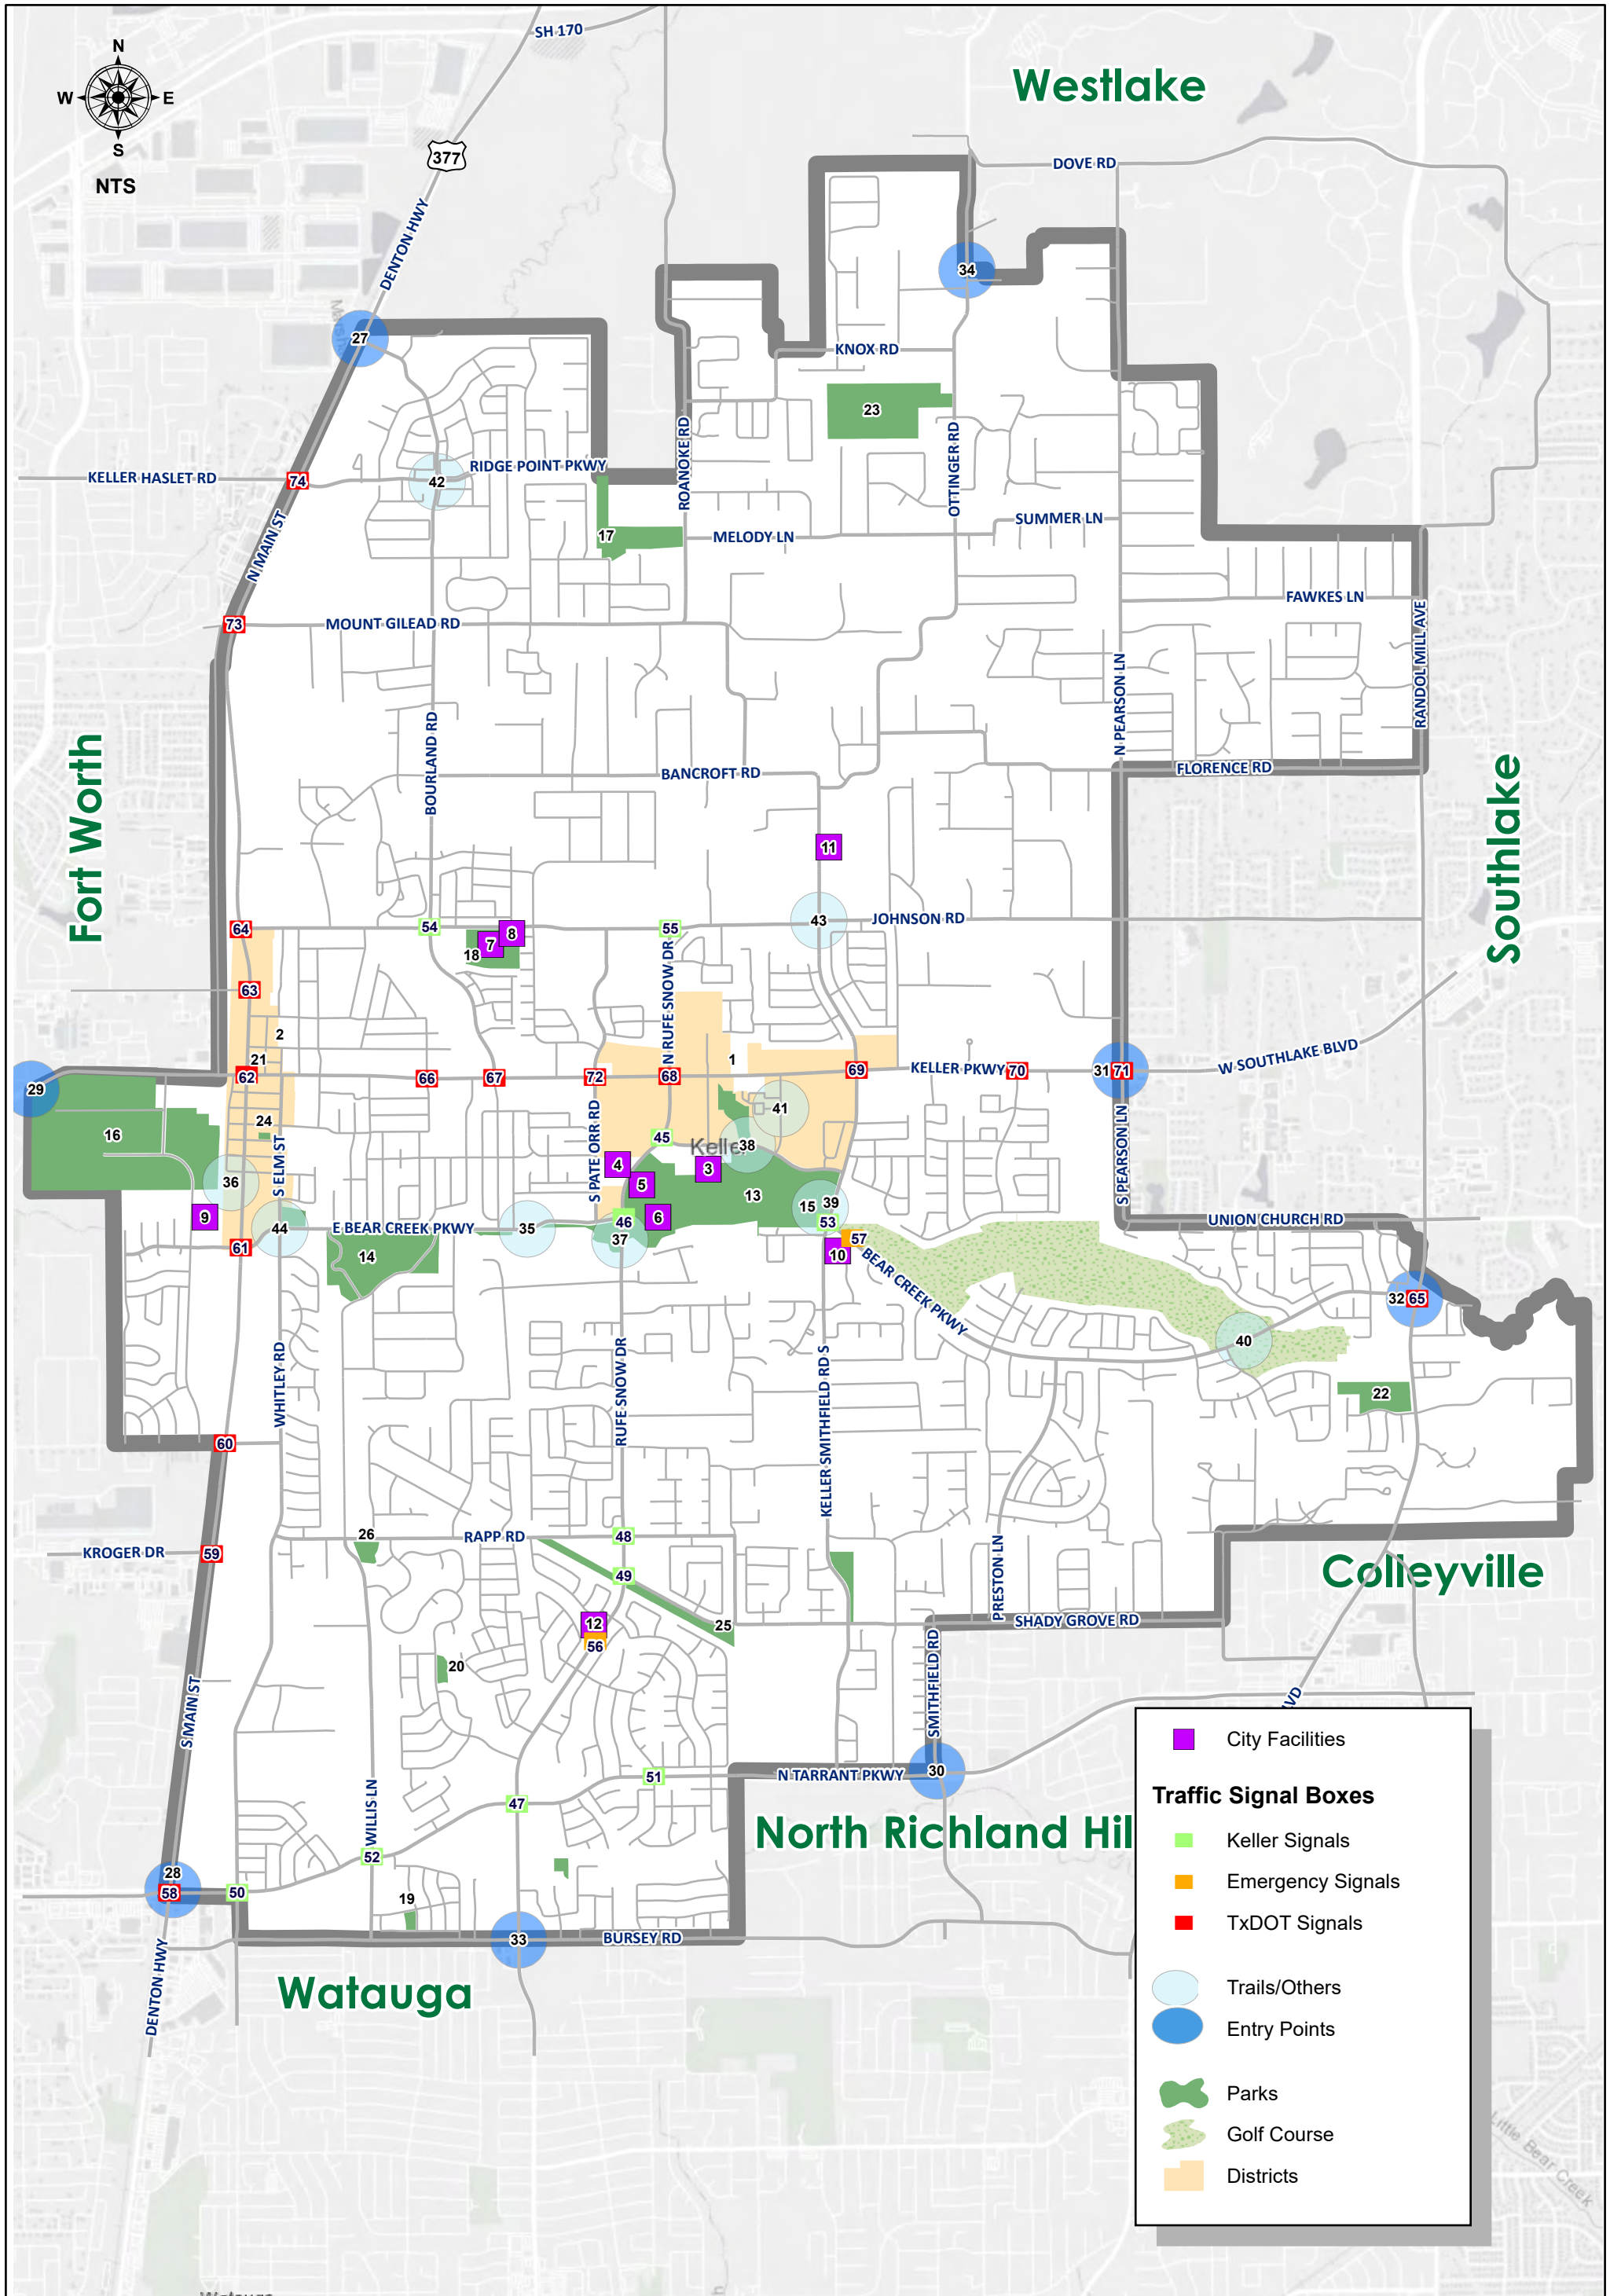 SH 170
Westlake
N
W
E
S
NTS
377
DOVE RD
DENTON HWY
34
27
KNOX RD
23
ROANOKE RD
OTTINGER RD
RIDGE POINT PKWY
KELLER HASLET RD
74
42
N MAIN ST
17
MELODY LN
SUMMER LN
FAWKES LN
RANDOL MILL AVE
73
MOUNT GILEAD RD
N PEARSON LN
BOURLAND RD
Fort Worth
Southlake
BANCROFT RD
FLORENCE RD
11
64
54
55
43
JOHNSON RD
8
7
18
63
N RUFE SNOW DR
2
21
1
62
66
67
72
68
69
KELLER PKWY
70
31
71
W SOUTHLAKE BLVD
29
16
24
41
S PATE ORR RD
S PEARSON LN
45
Keller
38
S ELM ST
4
3
36
5
13
15
39
9
44
E BEAR CREEK PKWY
35
46
6
53
UNION CHURCH RD
61
14
37
10
57
BEAR CREEK PKWY
32
65
40
WHITLEY RD
RUFE SNOW DR
KELLER SMITHFIELD RD S
22
60
26
RAPP RD
48
KROGER DR
59
49
PRESTON LN
Colleyville
12
56
25
SHADY GROVE RD
20
SMITHFIELD RD
S MAIN ST
VD
30
N TARRANT PKWY
51
47
WILLIS LN
North Richland Hil
52
28
58
50
19
33
BURSEY RD
DENTON HWY
Watauga
City Facilities
Traffic Signal Boxes
Keller Signals
Emergency Signals
TxDOT Signals
Trails/Others
Entry Points
Parks
Golf Course
Districts
Little Bear Creek